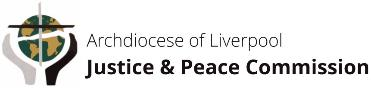 Archdiocese of Liverpool
Justice & Peace Commission